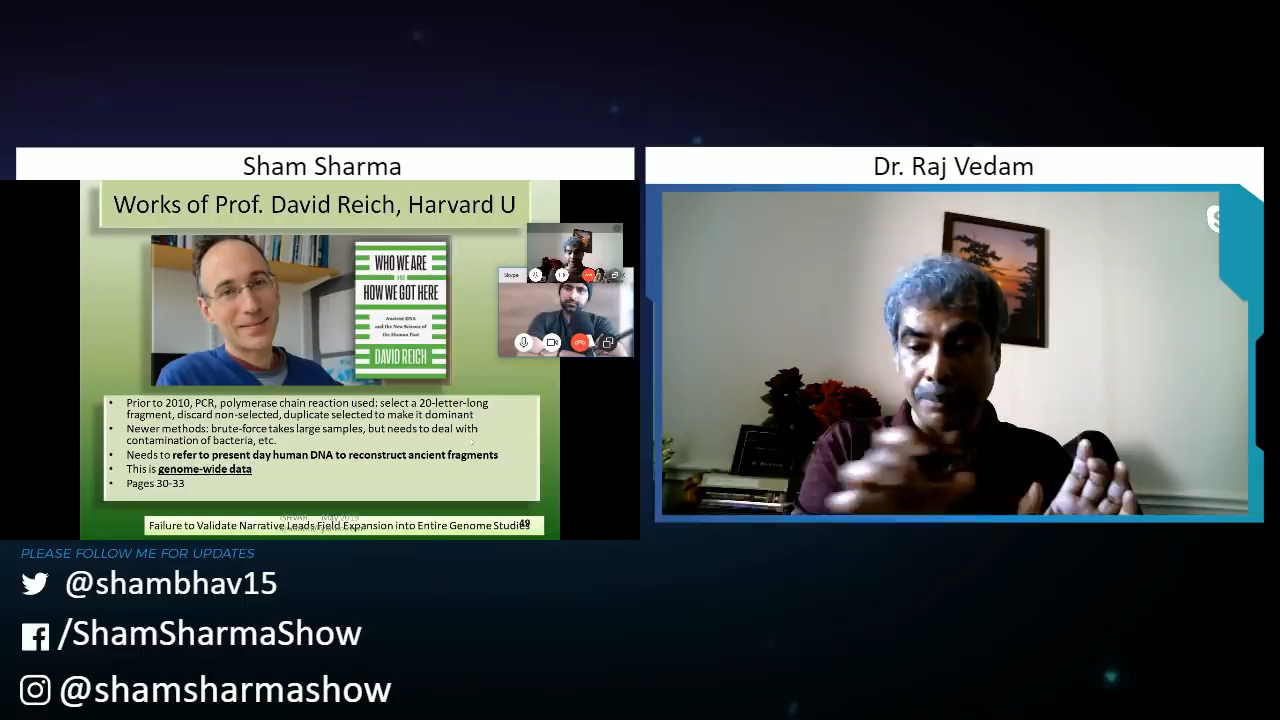 Sham Sharma
Dr. Raj Vedam
Works of Prof. David Reich, Harvard U
WHO WE ARE
HOW WE GOT HERE
Ancient DNA
and the New Science of
the Human Past
DAVID REICH
Skype
• Prior to 2010, PCR, polymerase chain reaction used: select a 20-letter-long
fragment, discard non-selected, duplicate selected to make it dominant
• Newer methods: brute-force takes large samples, but needs to deal with
contamination of bacteria, etc.
• Needs to refer to present day human DNA to reconstruct ancient fragments
• This is genome-wide data
• Pages 30-33
May 2019
Failure to Validate Narrative Leads Field Expansion into Entire Genome Studies
49
PLEASE FOLLOW ME FOR UPDATES
@shambhav15
/ShamSharmaShow
@shamsharmashow